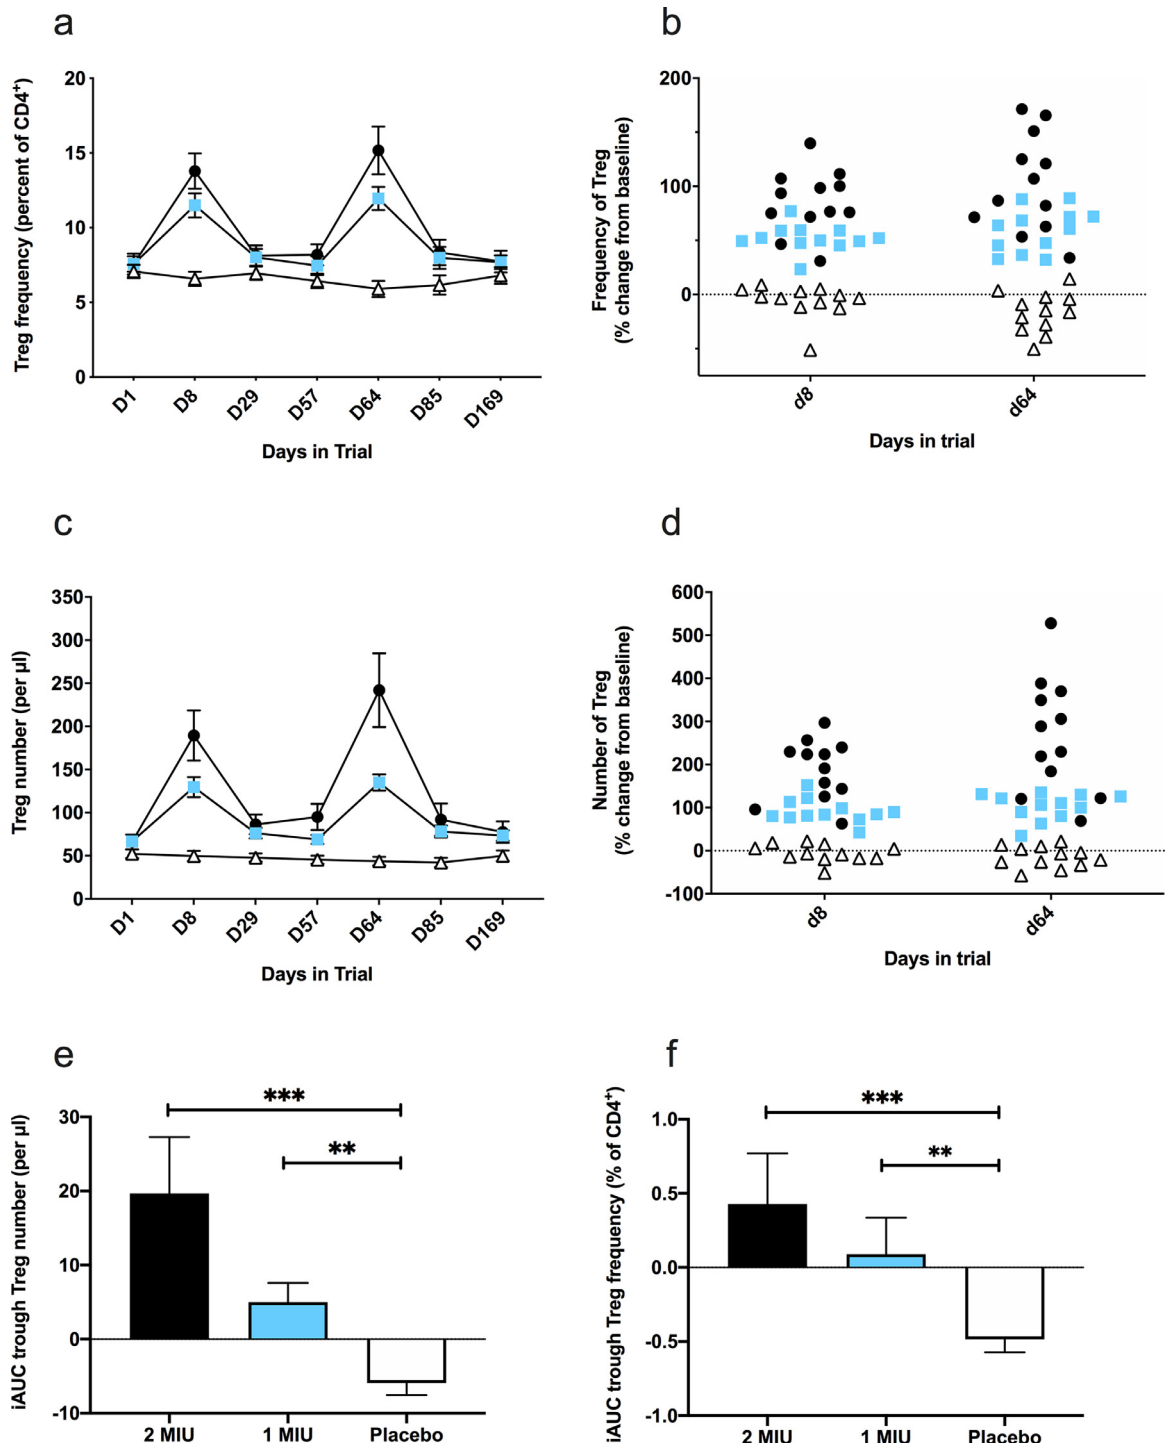 a
Treg frequency (percent of CD4⁺)
20
15
10
5
0
D1 D8 D29 D57 D64 D85 D169
Days in Trial
b
Frequency of Treg
(% change from baseline)
200
100
0
d8 d64
Days in trial
c
Treg number (per µl)
350
300
250
200
150
100
50
0
D1 D8 D29 D57 D64 D85 D169
Days in Trial
d
Number of Treg
(% change from baseline)
600
500
400
300
200
100
0
-100
d8 d64
Days in trial
e
iAUC trough Treg number (per µl)
30
20
10
0
-10
***
**
2 MIU 1 MIU Placebo
f
iAUC trough Treg frequency (% of CD4⁺)
1.0
0.5
0.0
-0.5
-1.0
***
**
2 MIU 1 MIU Placebo